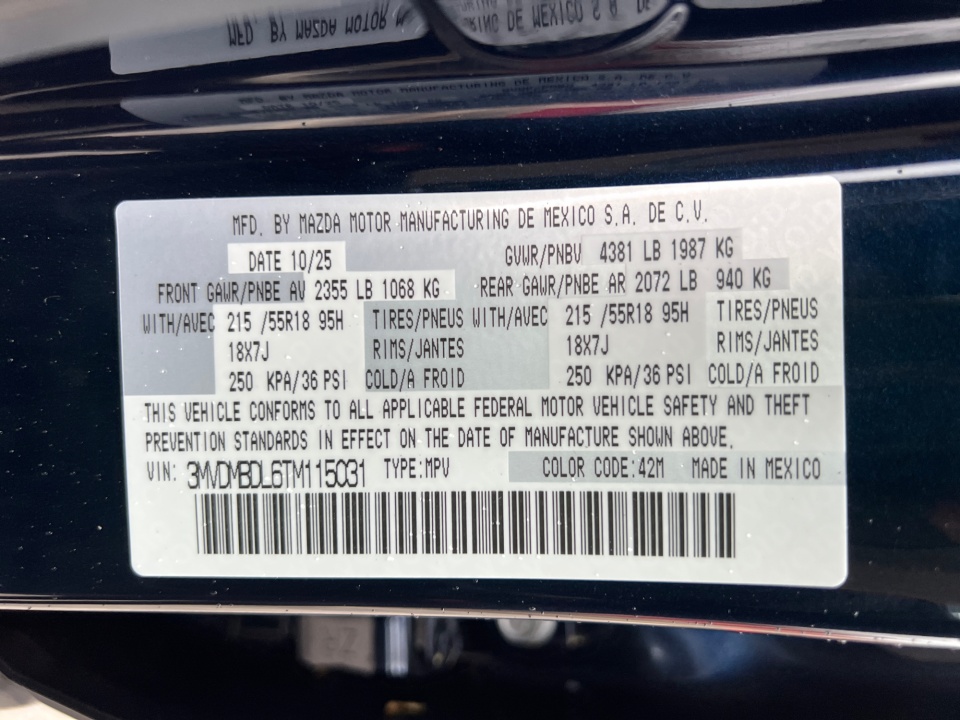 MFD. BY MAZDA MOTOR MANUFACTURING DE MEXICO S.A. DE C.V.
DATE 10/25 GVWR/PNBV 4381 LB 1987 KG
FRONT GAWR/PNBE AV 2355 LB 1068 KG REAR GAWR/PNBE AR 2072 LB 940 KG
WITH/AVEC 215 /55R18 95H TIRES/PNEUS WITH/AVEC 215 /55R18 95H TIRES/PNEUS
18X7J RIMS/JANTES 18X7J RIMS/JANTES
250 KPA/36 PSI COLD/A FROID 250 KPA/36 PSI COLD/A FROID
THIS VEHICLE CONFORMS TO ALL APPLICABLE FEDERAL MOTOR VEHICLE SAFETY AND THEFT
PREVENTION STANDARDS IN EFFECT ON THE DATE OF MANUFACTURE SHOWN ABOVE.
VIN: 3MVDMBDL6TM115031 TYPE:MPV COLOR CODE:42M MADE IN MEXICO